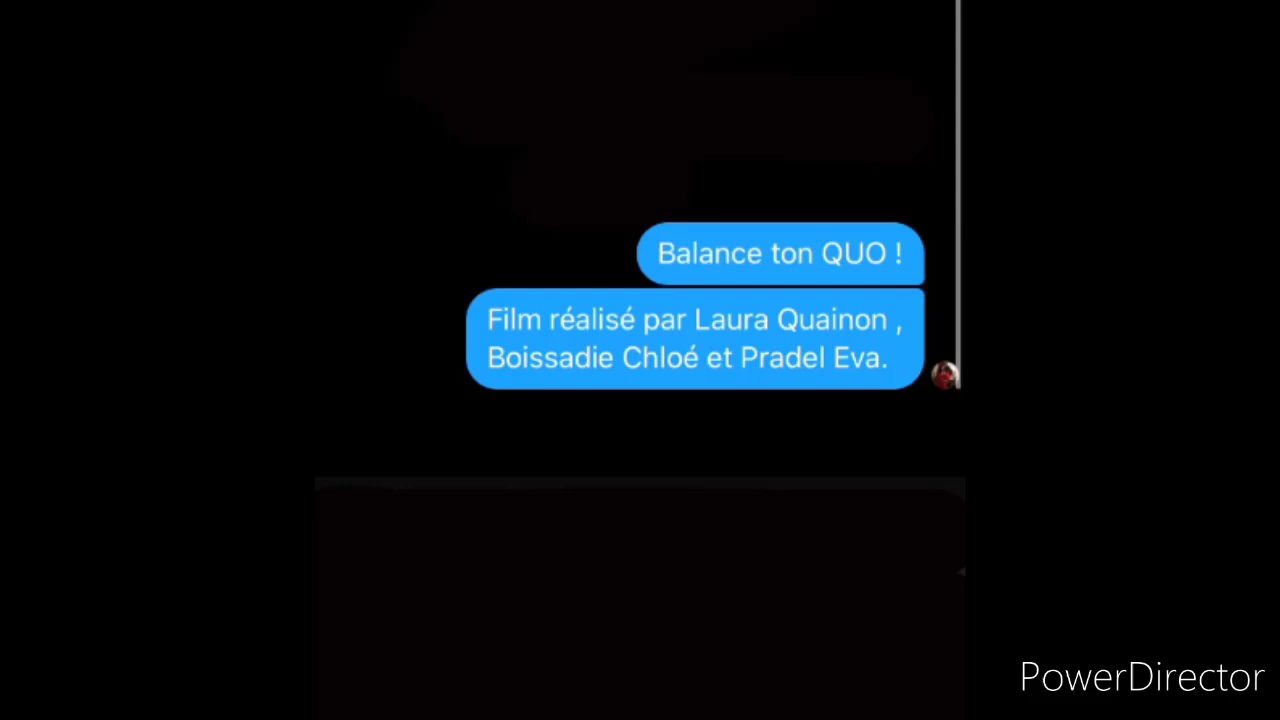 Balance ton QUO !
Film réalisé par Laura Quainon ,
Boissadie Chloé et Pradel Eva.
PowerDirector